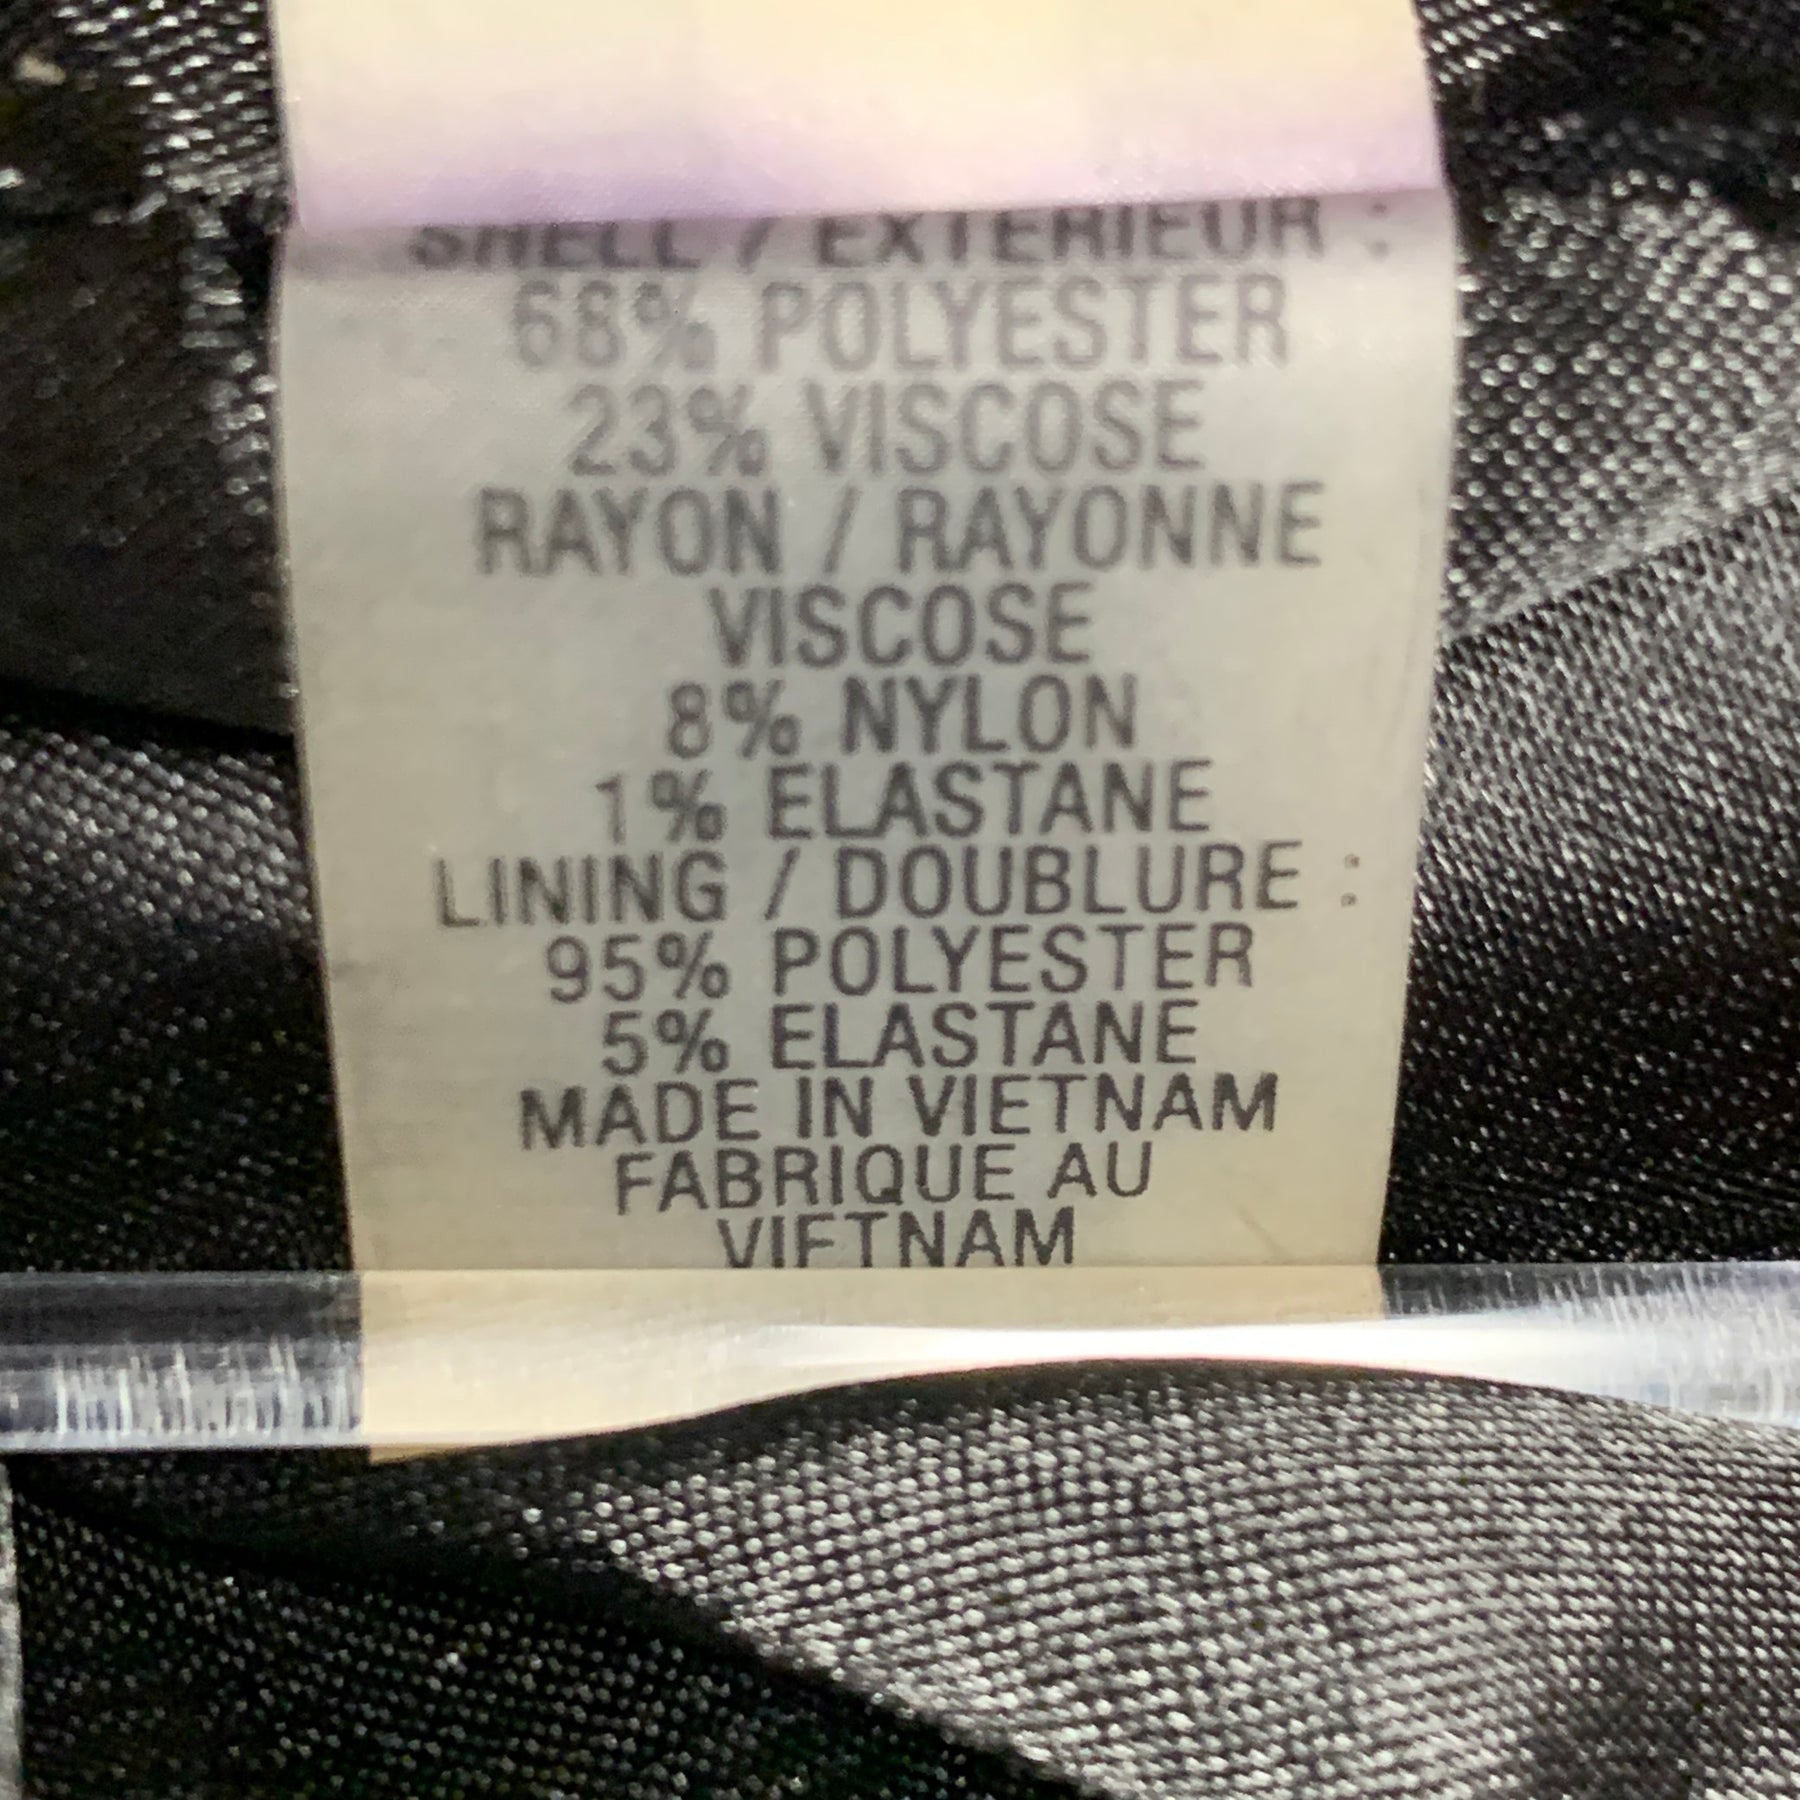 SHELL / EXTERIEUR :
68% POLYESTER
23% VISCOSE
RAYON / RAYONNE
VISCOSE
8% NYLON
1% ELASTANE
LINING / DOUBLURE :
95% POLYESTER
5% ELASTANE
MADE IN VIETNAM
FABRIQUE AU
VIETNAM